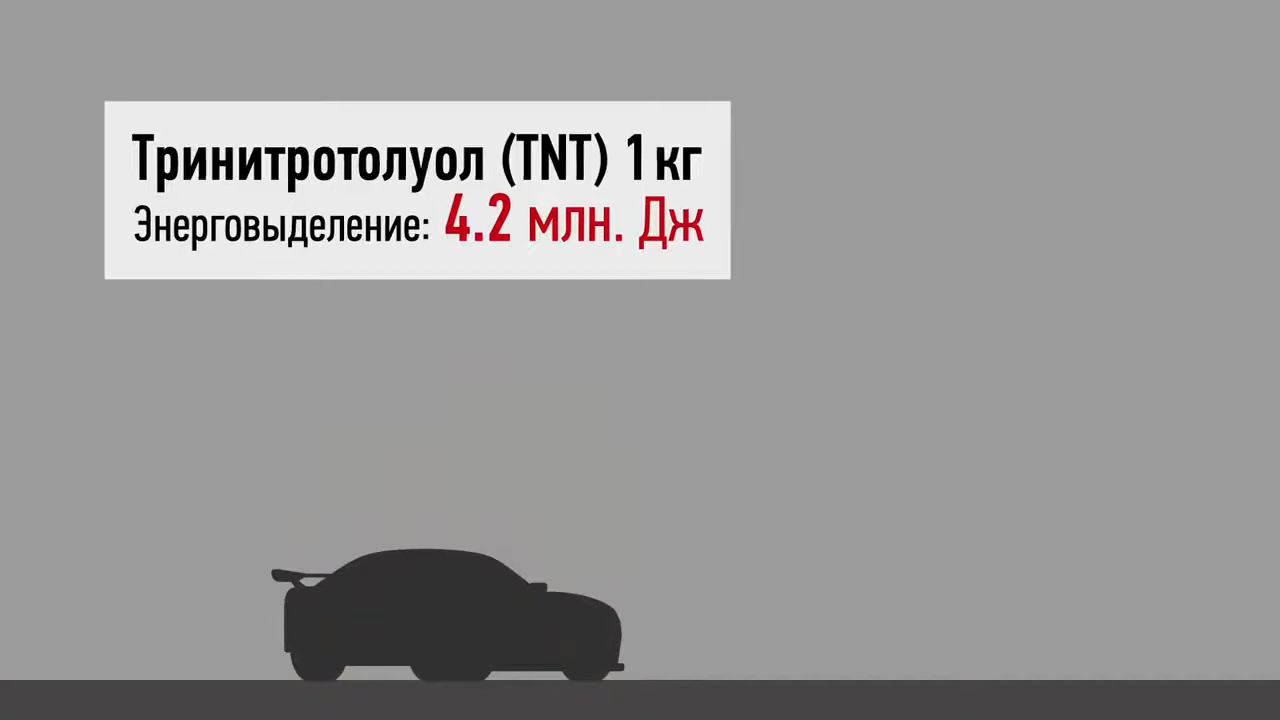 Тринитротолуол (TNT) 1 кг
Энерговыделение: 4.2 млн. Дж